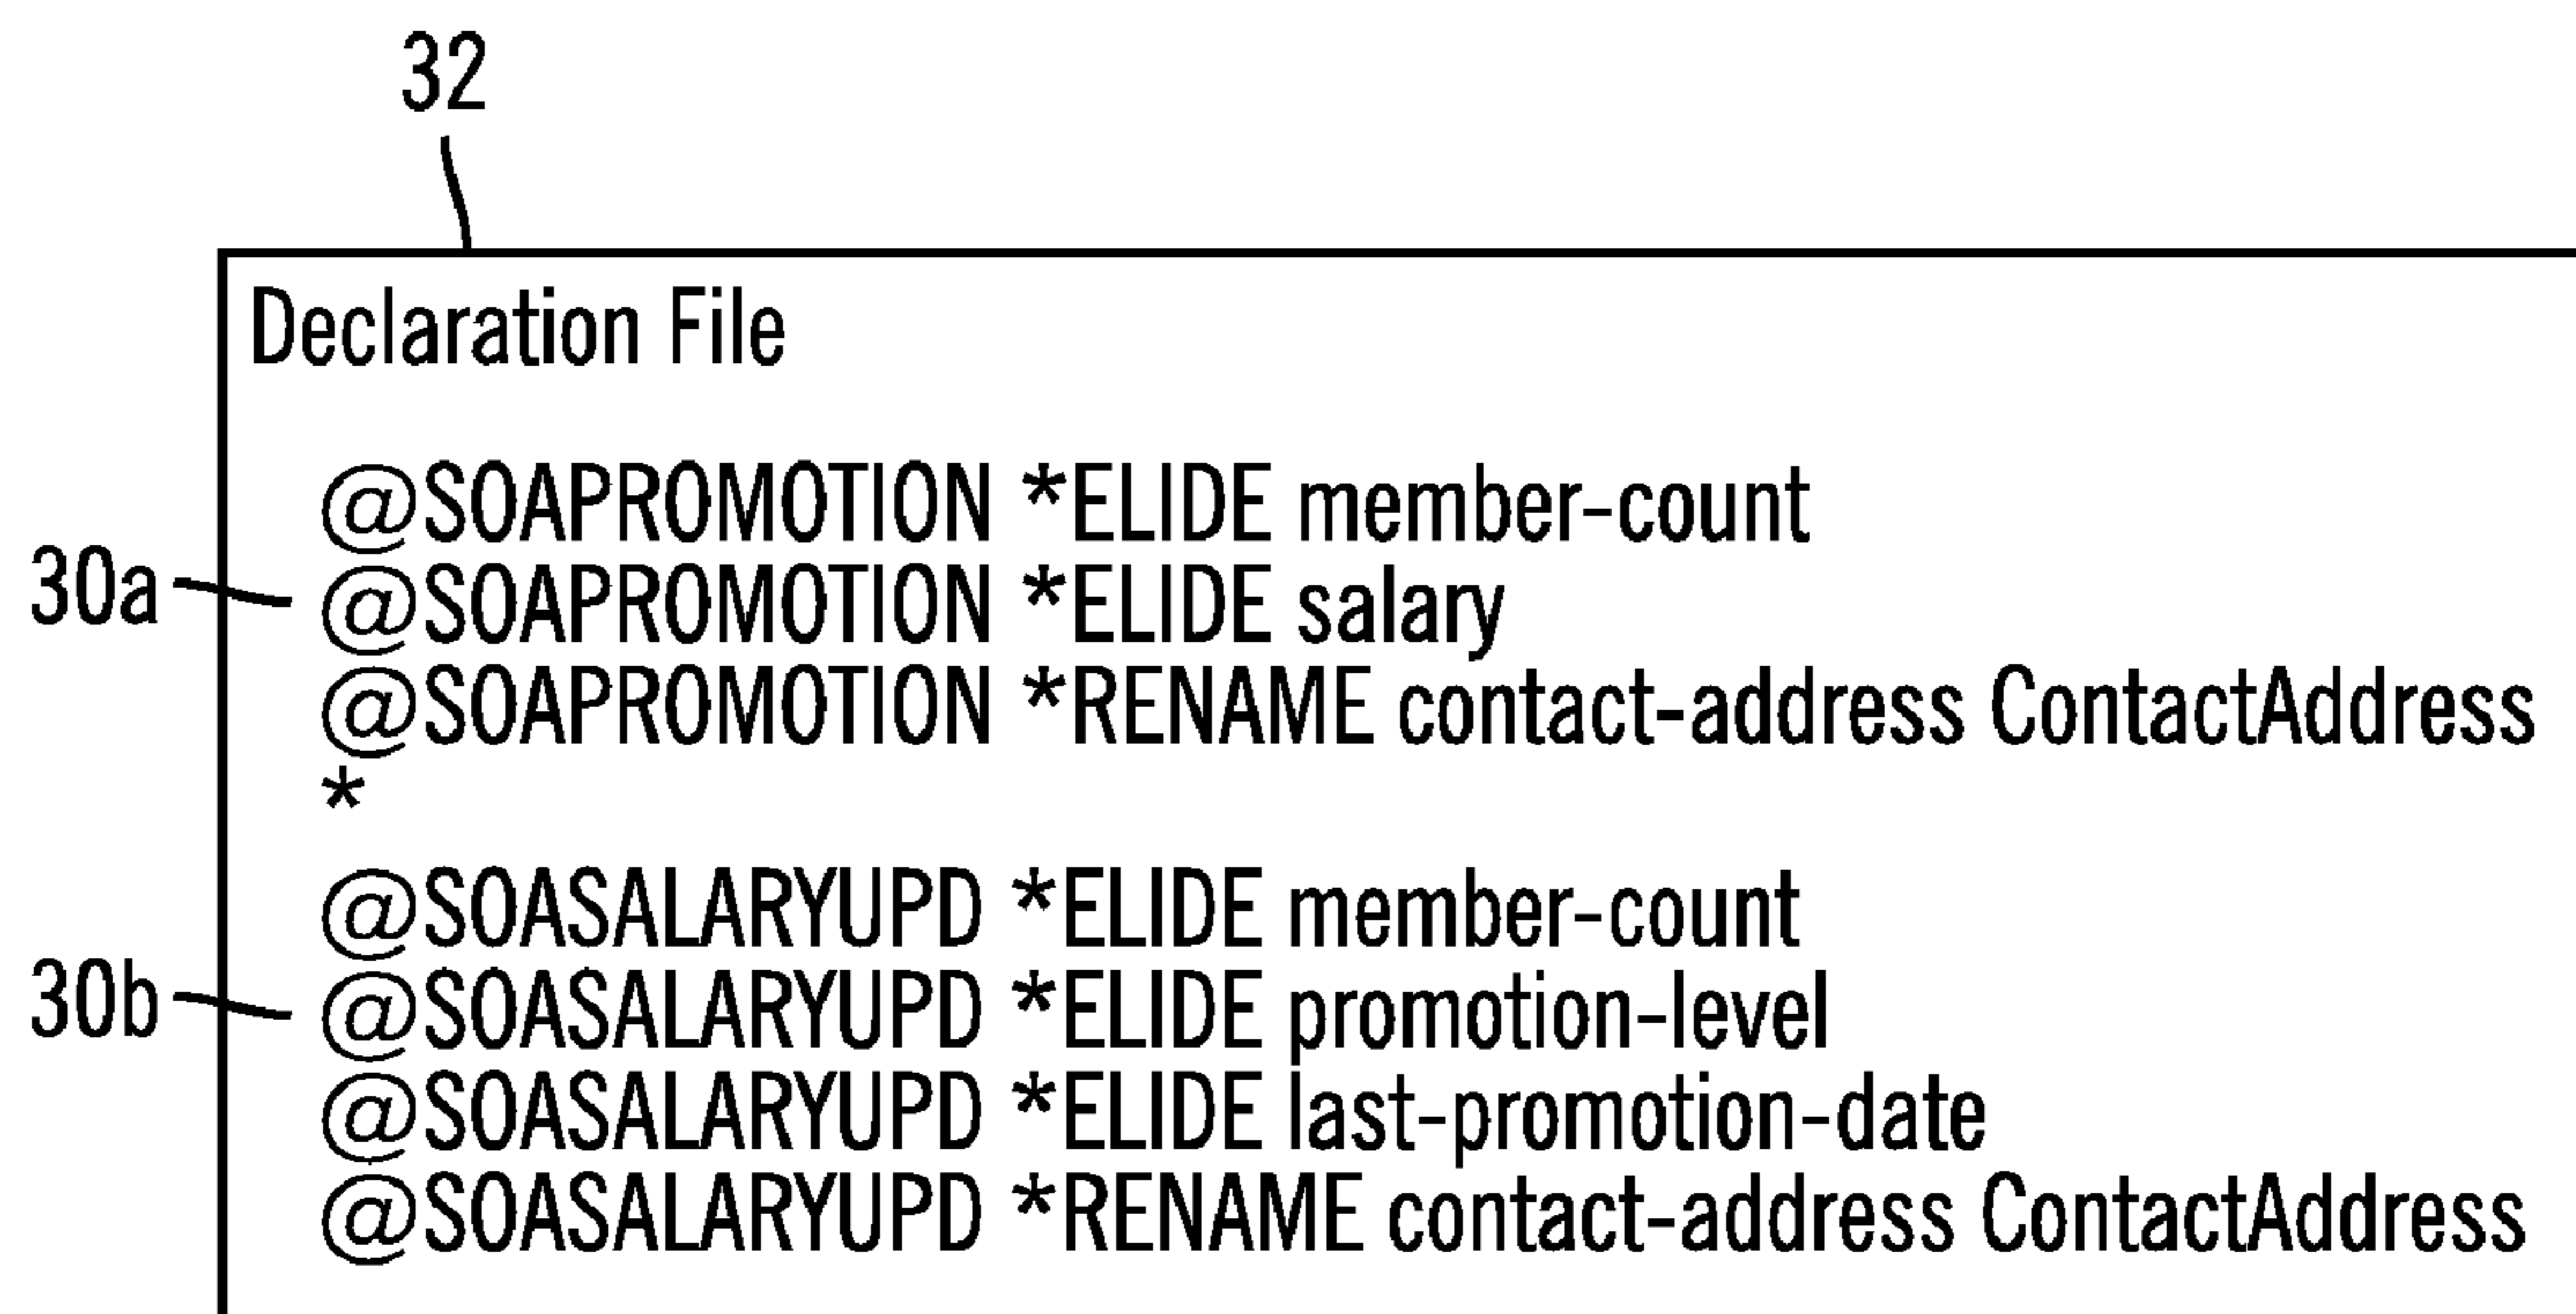 32
Declaration File
@SOAPROMOTION *ELIDE member-count
30a @SOAPROMOTION *ELIDE salary
@SOAPROMOTION *RENAME contact-address ContactAddress
*
@SOASALARYUPD *ELIDE member-count
30b @SOASALARYUPD *ELIDE promotion-level
@SOASALARYUPD *ELIDE last-promotion-date
@SOASALARYUPD *RENAME contact-address ContactAddress